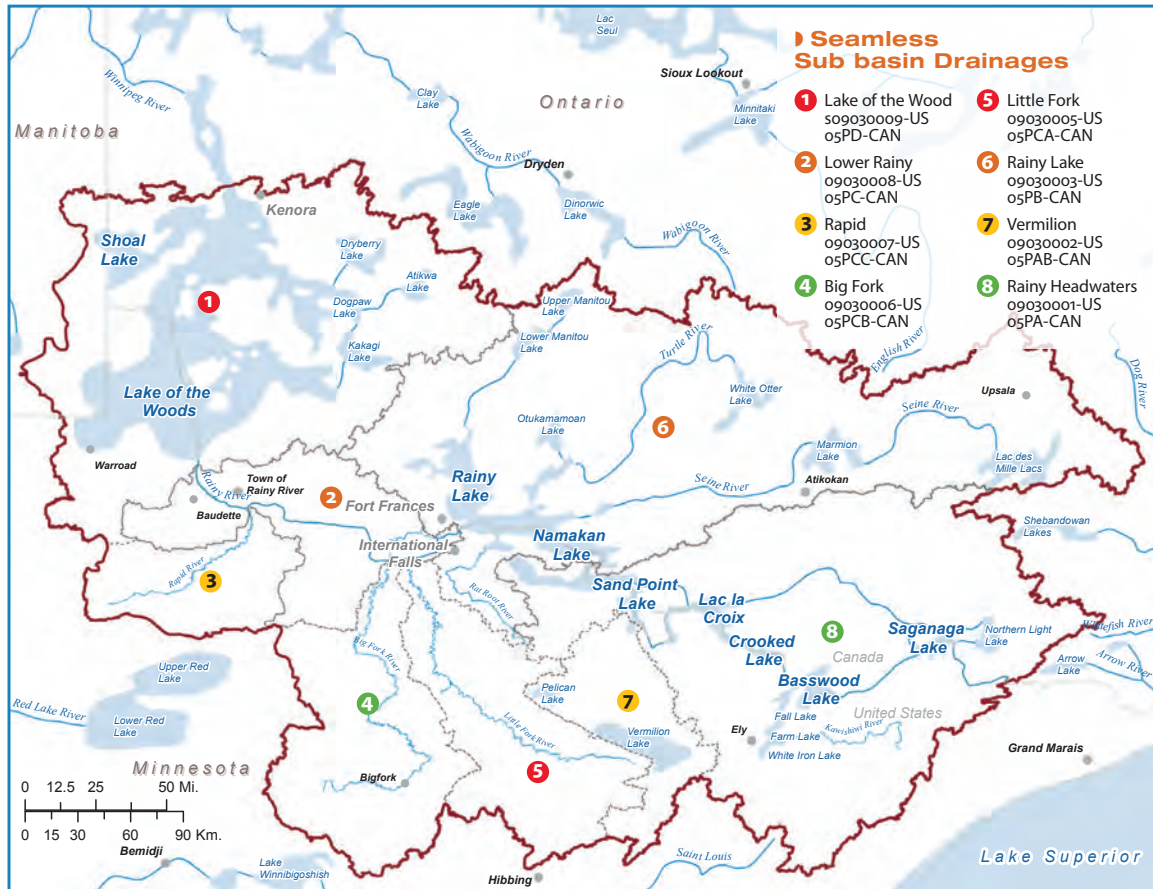 Seamless
Sub basin Drainages
1 Lake of the Wood
S09030009-US
05PD-CAN
2 Lower Rainy
09030008-US
05PC-CAN
3 Rapid
09030007-US
05PCC-CAN
4 Big Fork
09030006-US
05PCB-CAN
5 Little Fork
09030005-US
05PCA-CAN
6 Rainy Lake
09030003-US
05PB-CAN
7 Vermilion
09030002-US
05PAB-CAN
8 Rainy Headwaters
09030001-US
05PA-CAN
Lac
Seul
Sioux Lookout
Winnipeg River
Clay
Lake
Ontario
Minnitaki
Lake
Manitoba
Wabigoon River
Dryden
Kenora
Eagle
Lake
Dinorwic
Lake
Wabigoon River
Shoal
Lake
Dryberry
Lake
Atikwa
Lake
1
Dogpaw
Lake
Upper Manitou
Lake
Lower Manitou
Lake
Kakagi
Lake
Turtle River
English River
Dog River
Lake of the
Woods
White Otter
Lake
Upsala
Otukamamoan
Lake
6
Seine River
Marmion
Lake
Warroad
Lac des
Mille Lacs
Rainy
Lake
Rainy River
Town of
Rainy River
2
Seine River
Atikokan
Baudette
Fort Frances
Shebandowan
Lakes
International
Falls
Namakan
Lake
Rapid River
3
Rat Root River
Sand Point
Lake
Lac la
Croix
8
Saganaga
Lake
Northern Light
Lake
Wildefish River
Big Fork River
Crooked
Lake
Canada
Arrow
Lake
Arrow River
Upper Red
Lake
Basswood
Lake
Pelican
Lake
7
4
Red Lake River
Lower Red
Lake
Fall Lake
United States
Little Fork River
Vermilion
Lake
Ely
Farm Lake
Kawishiwi River
White Iron Lake
Grand Marais
Minnesota
5
Bigfork
0 12.5 25 50 Mi.
0 15 30 60 90 Km.
Bemidji
Lake
Winnibigoshish
Hibbing
Saint Louis
Lake Superior